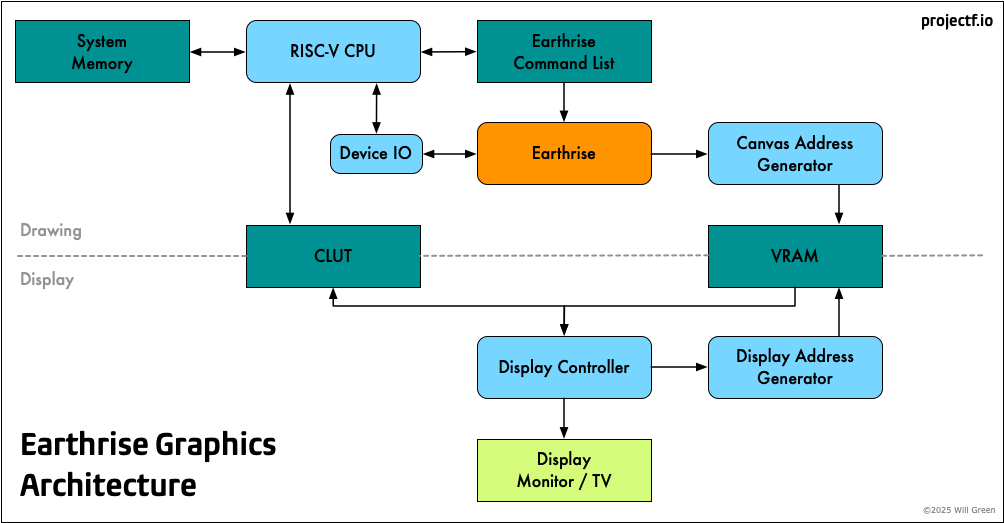 projectf.io
System
Memory
RISC-V CPU
Earthrise
Command List
Device IO
Earthrise
Canvas Address
Generator
Drawing
CLUT
VRAM
Display
Display Controller
Display Address
Generator
Earthrise Graphics
Architecture
Display
Monitor / TV
©2025 Will Green